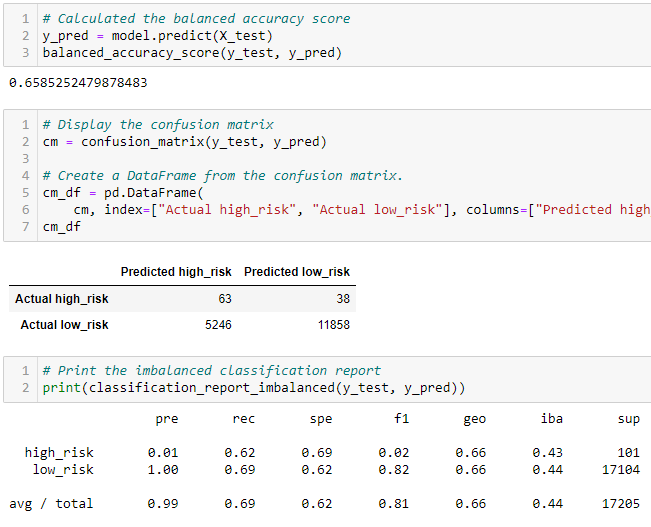 1 # Calculated the balanced accuracy score
2 y_pred = model.predict(X_test)
3 balanced_accuracy_score(y_test, y_pred)
0.6585252479878483
1 # Display the confusion matrix
2 cm = confusion_matrix(y_test, y_pred)
3
4 # Create a DataFrame from the confusion matrix.
5 cm_df = pd.DataFrame(
6     cm, index=["Actual high_risk", "Actual low_risk"], columns=["Predicted high
7 cm_df
Predicted high_risk Predicted low_risk
Actual high_risk 63 38
Actual low_risk 5246 11858
1 # Print the imbalanced classification report
2 print(classification_report_imbalanced(y_test, y_pred))
pre rec spe f1 geo iba sup
high_risk 0.01 0.62 0.69 0.02 0.66 0.43 101
low_risk 1.00 0.69 0.62 0.82 0.66 0.44 17104
avg / total 0.99 0.69 0.62 0.81 0.66 0.44 17205